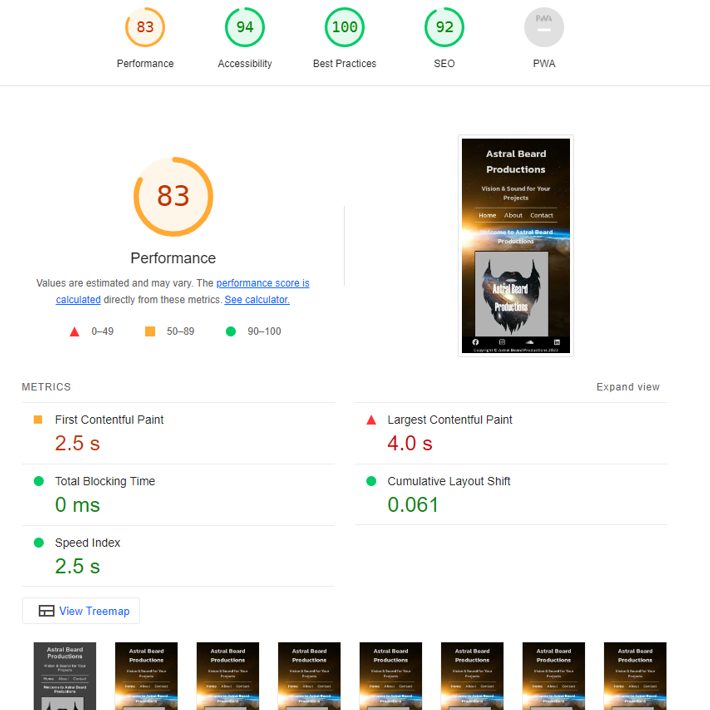 83
94
100
92
PWA
Performance
Accessibility
Best Practices
SEO
PWA
83
Performance
Values are estimated and may vary. The performance score is
calculated directly from these metrics. See calculator.
0–49
50–89
90–100
Astral Beard
Productions
Vision & Sound for Your
Projects
Home About Contact
Welcome to Astral Beard
Productions
Astral Beard
Productions
Copyright © Astral Beard Productions 2022
METRICS
Expand view
First Contentful Paint
2.5 s
Largest Contentful Paint
4.0 s
Total Blocking Time
0 ms
Cumulative Layout Shift
0.061
Speed Index
2.5 s
View Treemap
Astral Beard
Productions
Vision & Sound for Your
Projects
Home About Contact
Welcome to Astral Beard
Productions
Astral Beard
Productions
Vision & Sound for Your
Projects
Home About Contact
Astral Beard
Productions
Vision & Sound for Your
Projects
Home About Contact
Astral Beard
Productions
Vision & Sound for Your
Projects
Home About Contact
Astral Beard
Productions
Vision & Sound for Your
Projects
Home About Contact
Astral Beard
Productions
Vision & Sound for Your
Projects
Home About Contact
Astral Beard
Productions
Vision & Sound for Your
Projects
Home About Contact
Astral Beard
Productions
Vision & Sound for Your
Projects
Home About Contact